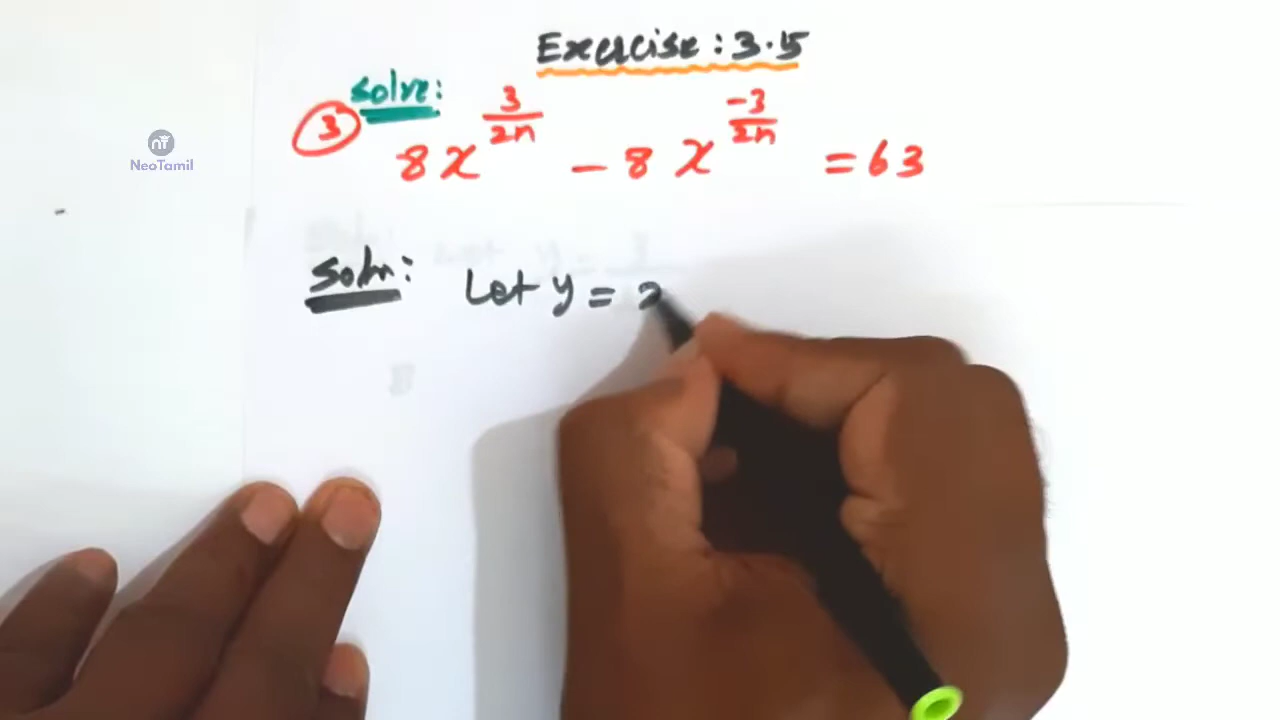 Exercise : 3.5
Solve:
③ 8x^(3/2n) - 8x^(-3/2n) = 63
NeoTamil
Soln: Let y =